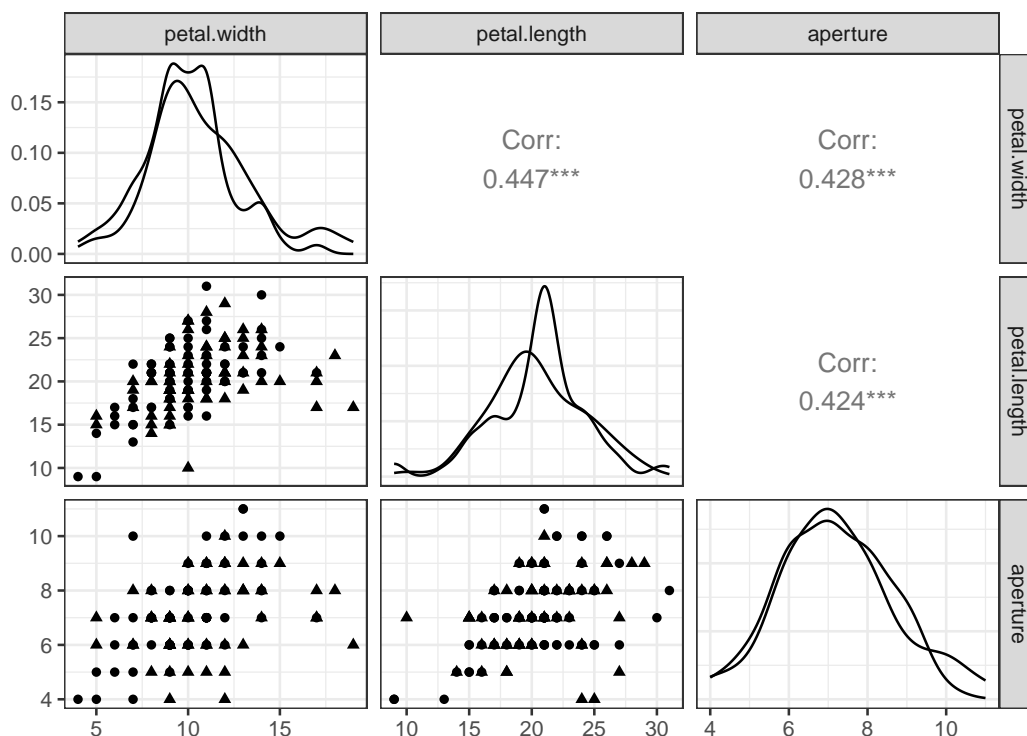 petal.width petal.length aperture
0.15
0.10
0.05
0.00
Corr:
0.447***
Corr:
0.428***
petal.width
30
25
20
15
10
Corr:
0.424***
petal.length
10
8
6
4
aperture
5 10 15
10 15 20 25 30
4 6 8 10